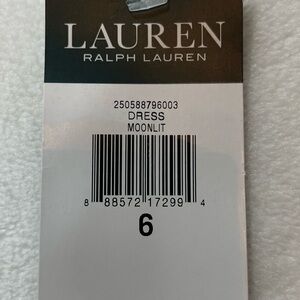 LAUREN
RALPH LAUREN
250588796003
DRESS
MOONLIT
8 88572 17299 4
6